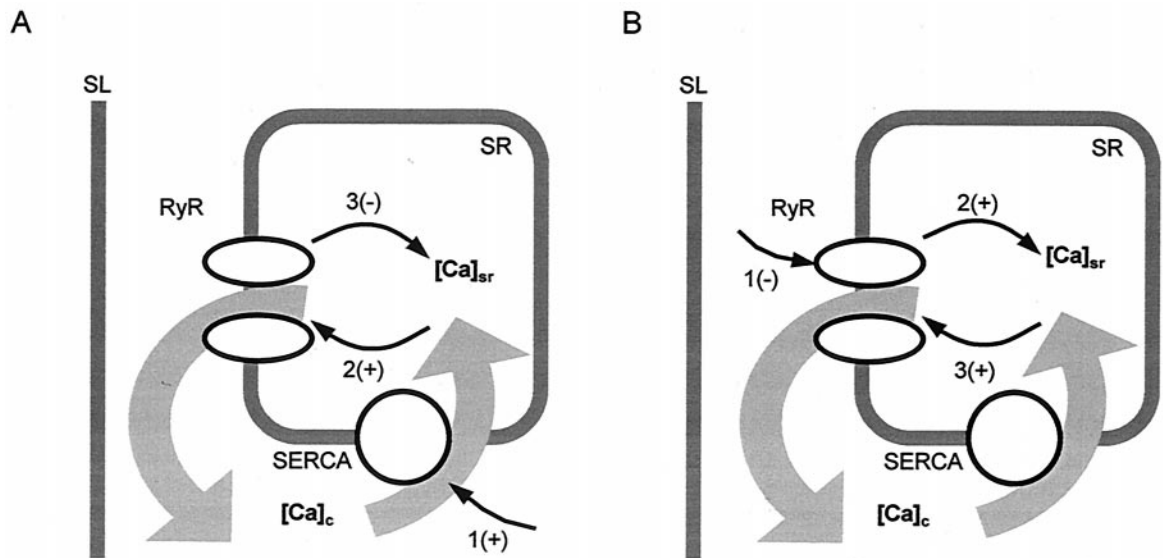 A
SL
SR
RyR
3(-)
[Ca]sr
2(+)
SERCA
[Ca]c
1(+)
B
SL
SR
RyR
2(+)
[Ca]sr
1(-)
3(+)
SERCA
[Ca]c